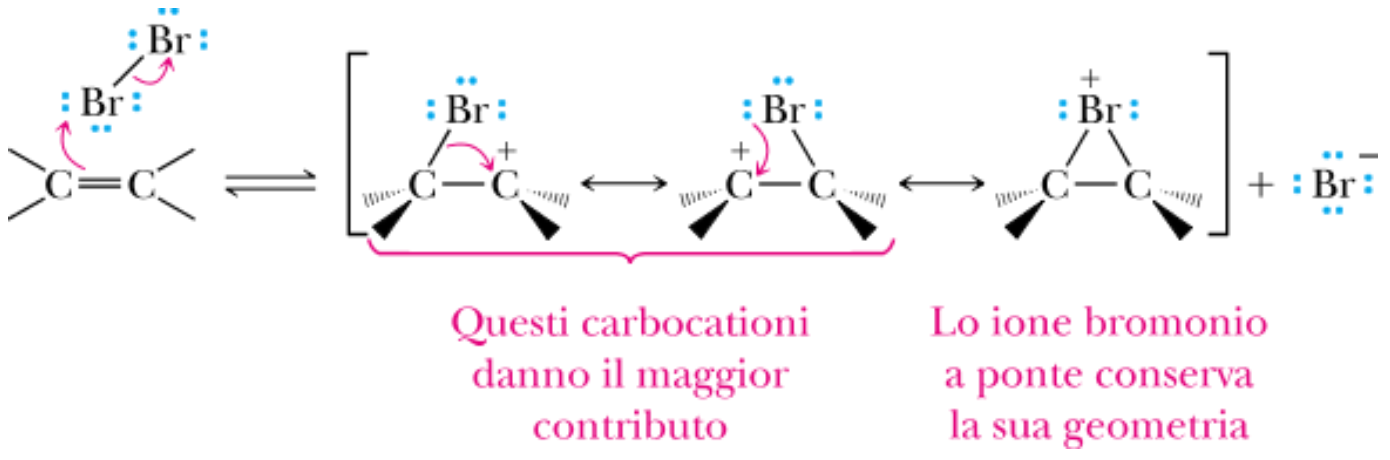 Br
Br
C=C
[ Br C—C + ⟷ Br + C—C ⟷ + Br C—C ] + Br −
Questi carbocationi
danno il maggior
contributo
Lo ione bromonio
a ponte conserva
la sua geometria